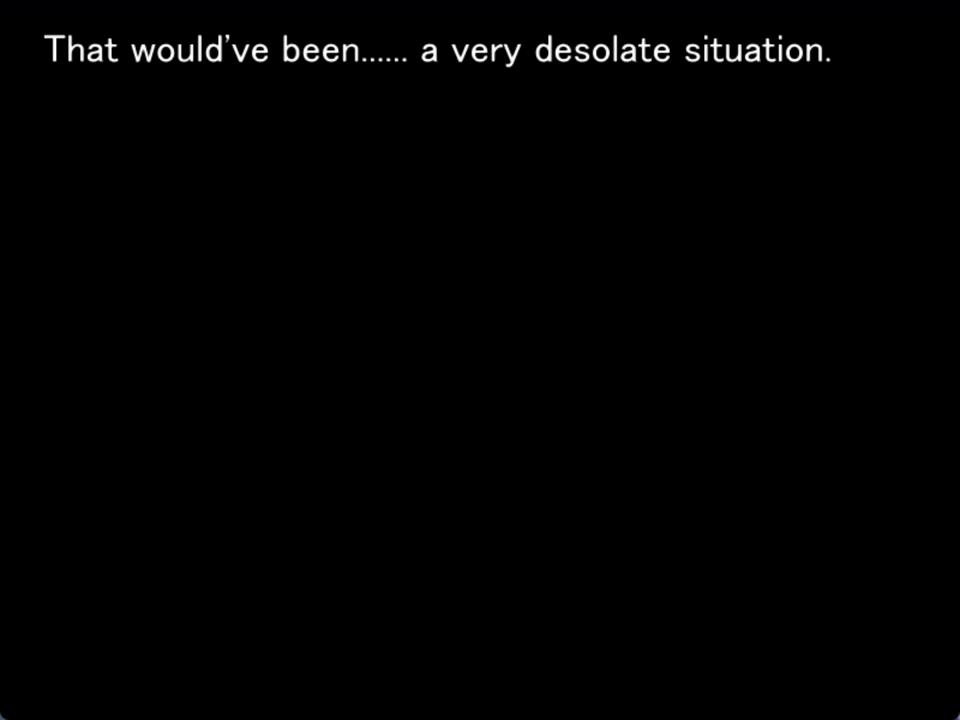 That would've been...... a very desolate situation.